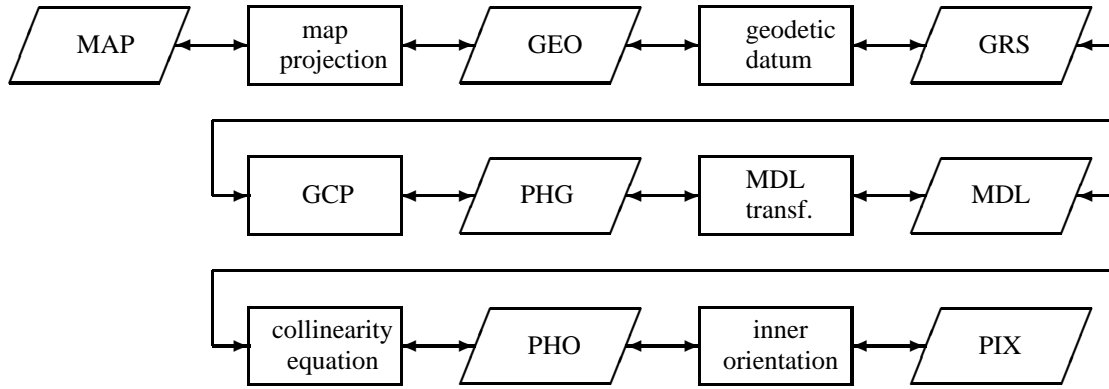 MAP
map
projection
GEO
geodetic
datum
GRS
GCP
PHG
MDL
transf.
MDL
collinearity
equation
PHO
inner
orientation
PIX